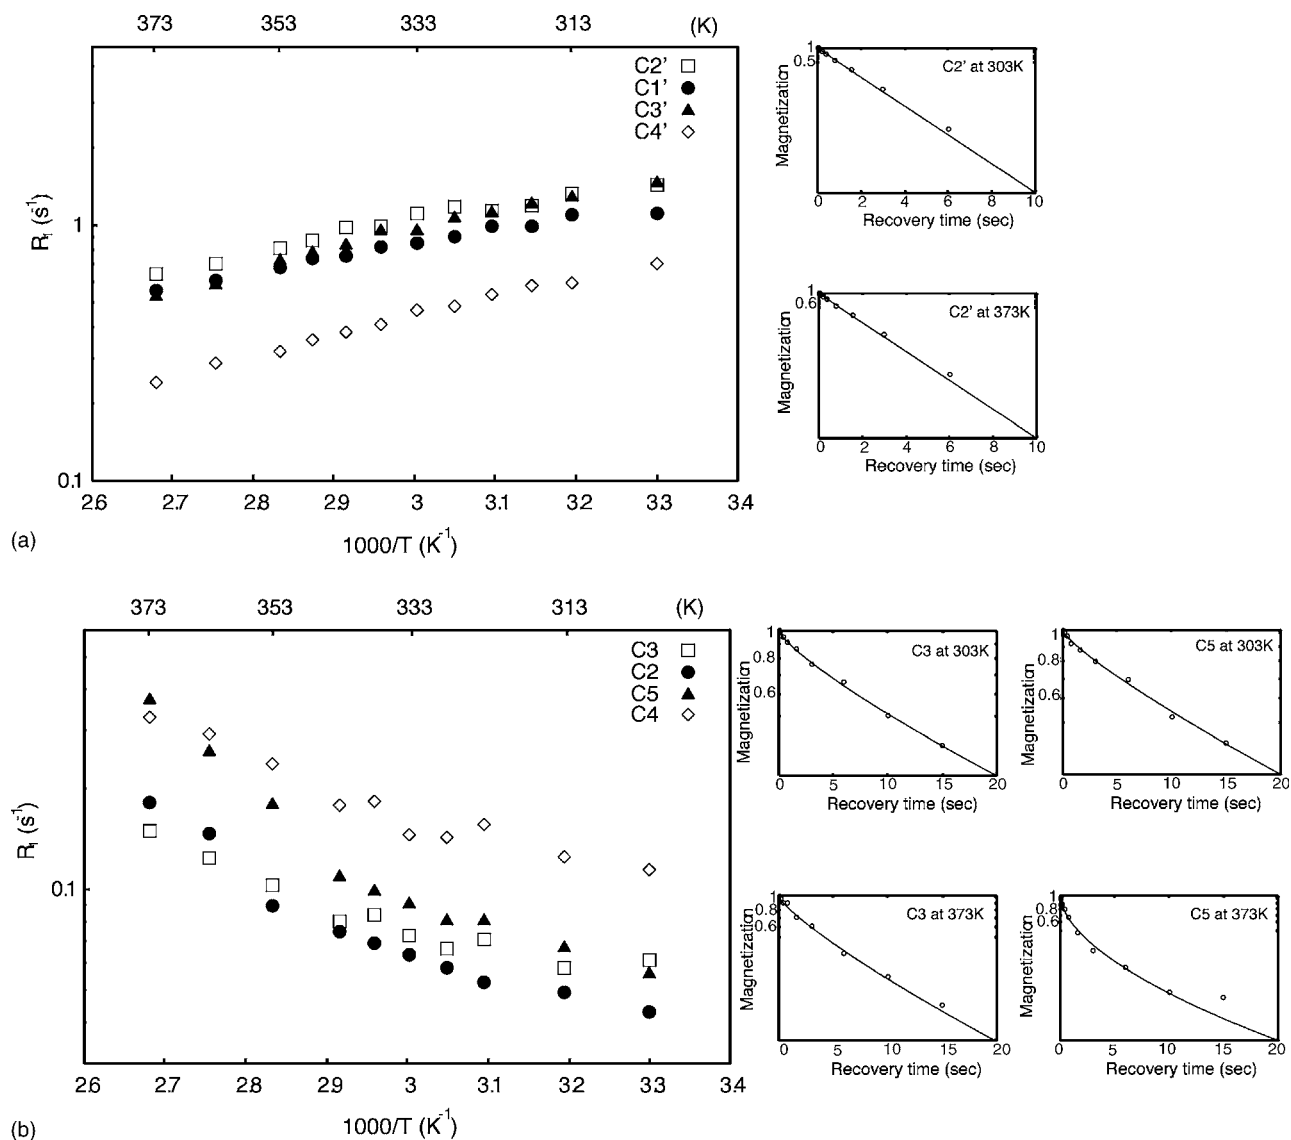 373 353 333 313 (K)
C2'
C1'
C3'
C4'
R₁ (s⁻¹)
1
0.1
2.6 2.7 2.8 2.9 3 3.1 3.2 3.3 3.4
1000/T (K⁻¹)
(a)
C2' at 303K
Magnetization
1
0.5
0 2 4 6 8 10
Recovery time (sec)
C2' at 373K
Magnetization
1
0.6
0 2 4 6 8 10
Recovery time (sec)
373 353 333 313 (K)
C3
C2
C5
C4
R₁ (s⁻¹)
0.1
2.6 2.7 2.8 2.9 3 3.1 3.2 3.3 3.4
1000/T (K⁻¹)
(b)
C3 at 303K
Magnetization
1
0.8
0.6
0 5 10 15 20
Recovery time (sec)
C5 at 303K
Magnetization
1
0.8
0.6
0 5 10 15 20
Recovery time (sec)
C3 at 373K
Magnetization
1
0.8
0.6
0 5 10 15 20
Recovery time (sec)
C5 at 373K
Magnetization
1
0.8
0.6
0 5 10 15 20
Recovery time (sec)